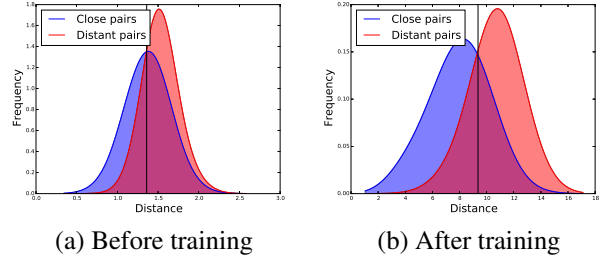 1.8
1.6
1.4
1.2
1.0
0.8
0.6
0.4
0.2
0.0
Frequency
Close pairs
Distant pairs
0.0 0.5 1.0 1.5 2.0 2.5 3.0
Distance
(a) Before training
0.20
0.15
0.10
0.05
0.00
Frequency
Close pairs
Distant pairs
0 2 4 6 8 10 12 14 16 18
Distance
(b) After training